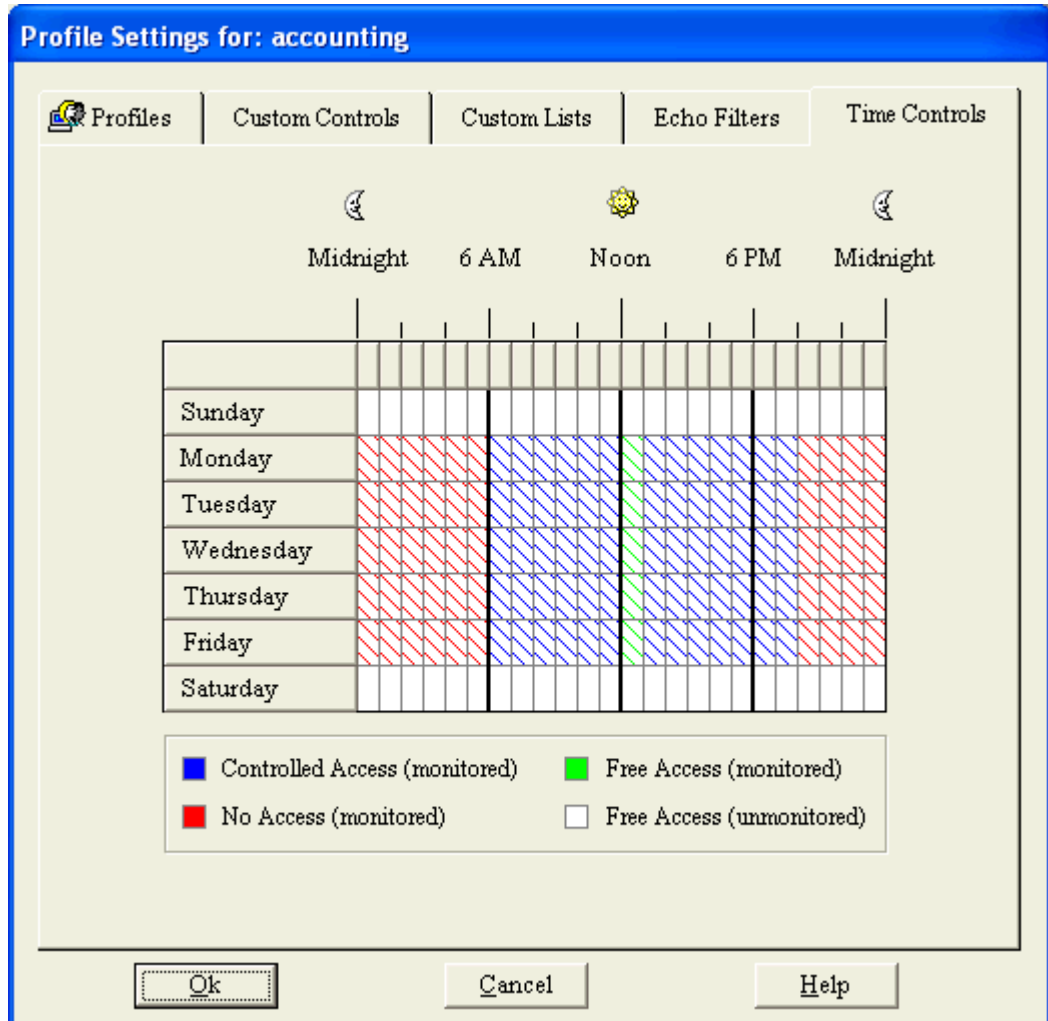 Profile Settings for: accounting
Profiles Custom Controls Custom Lists Echo Filters Time Controls
Midnight 6 AM Noon 6 PM Midnight
Sunday
Monday
Tuesday
Wednesday
Thursday
Friday
Saturday
Controlled Access (monitored) Free Access (monitored)
No Access (monitored) Free Access (unmonitored)
Ok Cancel Help